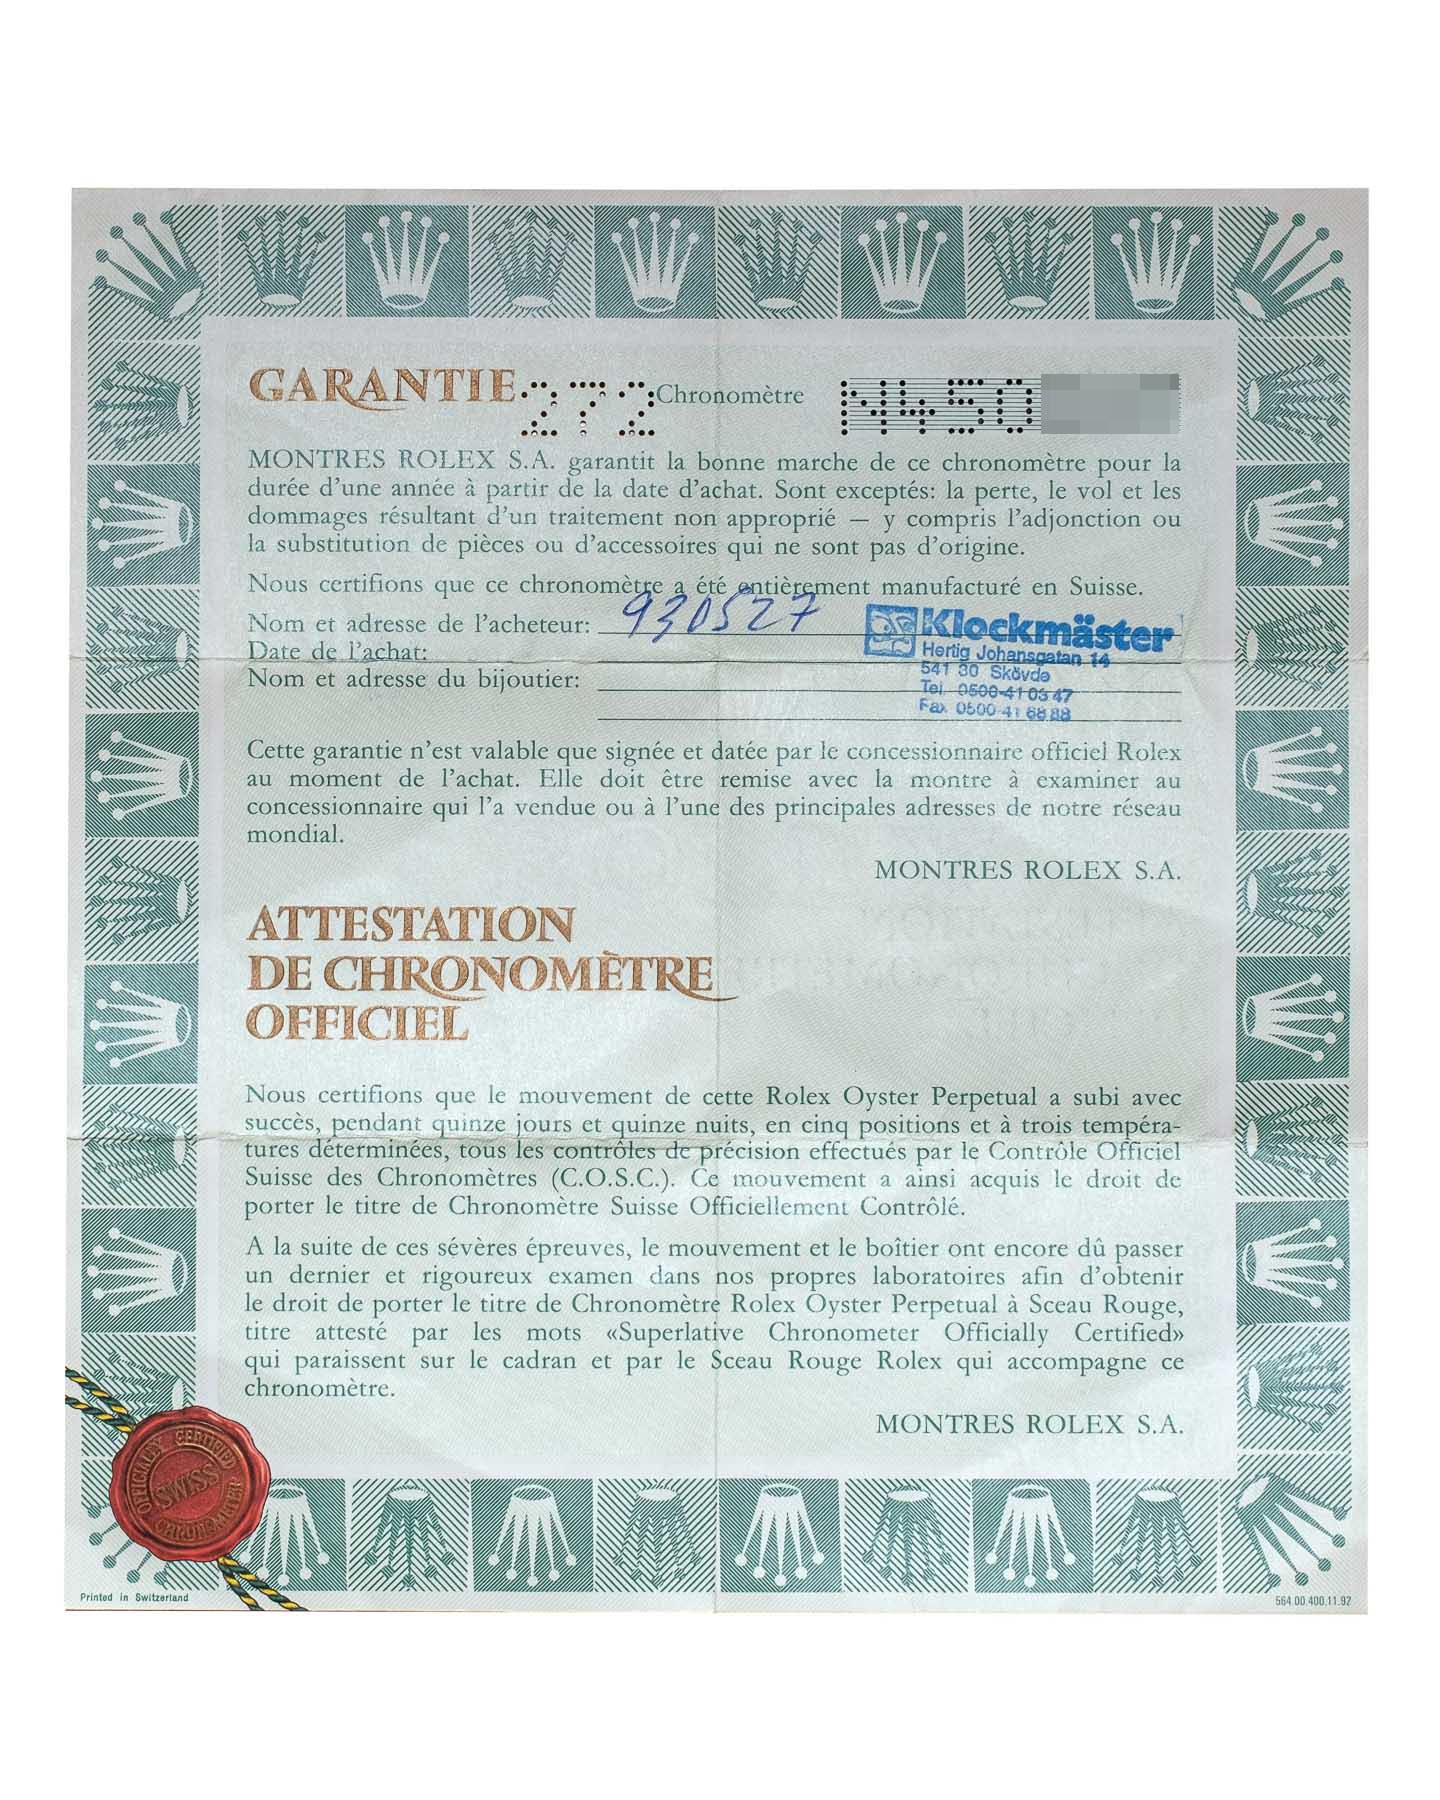 GARANTIE 272 Chronomètre N450
MONTRES ROLEX S.A. garantit la bonne marche de ce chronomètre pour la
durée d'une année à partir de la date d'achat. Sont exceptés: la perte, le vol et les
dommages résultant d'un traitement non approprié — y compris l'adjonction ou
la substitution de pièces ou d'accessoires qui ne sont pas d'origine.
Nous certifions que ce chronomètre a été entièrement manufacturé en Suisse.
Nom et adresse de l'acheteur: 930527
Date de l'achat:
Nom et adresse du bijoutier:
Klockmäster
Hertig Johansgatan 14
541 30 Skövde
Tel. 0500-41 03 47
Fax. 0500-41 68 88
Cette garantie n'est valable que signée et datée par le concessionnaire officiel Rolex
au moment de l'achat. Elle doit être remise avec la montre à examiner au
concessionnaire qui l'a vendue ou à l'une des principales adresses de notre réseau
mondial.
MONTRES ROLEX S.A.
ATTESTATION
DE CHRONOMÈTRE
OFFICIEL
Nous certifions que le mouvement de cette Rolex Oyster Perpetual a subi avec
succès, pendant quinze jours et quinze nuits, en cinq positions et à trois tempéra-
tures déterminées, tous les contrôles de précision effectués par le Contrôle Officiel
Suisse des Chronomètres (C.O.S.C.). Ce mouvement a ainsi acquis le droit de
porter le titre de Chronomètre Suisse Officiellement Contrôlé.
A la suite de ces sévères épreuves, le mouvement et le boîtier ont encore dû passer
un dernier et rigoureux examen dans nos propres laboratoires afin d'obtenir
le droit de porter le titre de Chronomètre Rolex Oyster Perpetual à Sceau Rouge,
titre attesté par les mots «Superlative Chronometer Officially Certified»
qui paraissent sur le cadran et par le Sceau Rouge Rolex qui accompagne ce
chronomètre.
MONTRES ROLEX S.A.
OFFICIALLY CERTIFIED
SWISS
CHRONOMETER
Printed in Switzerland
564.00.400.11.92